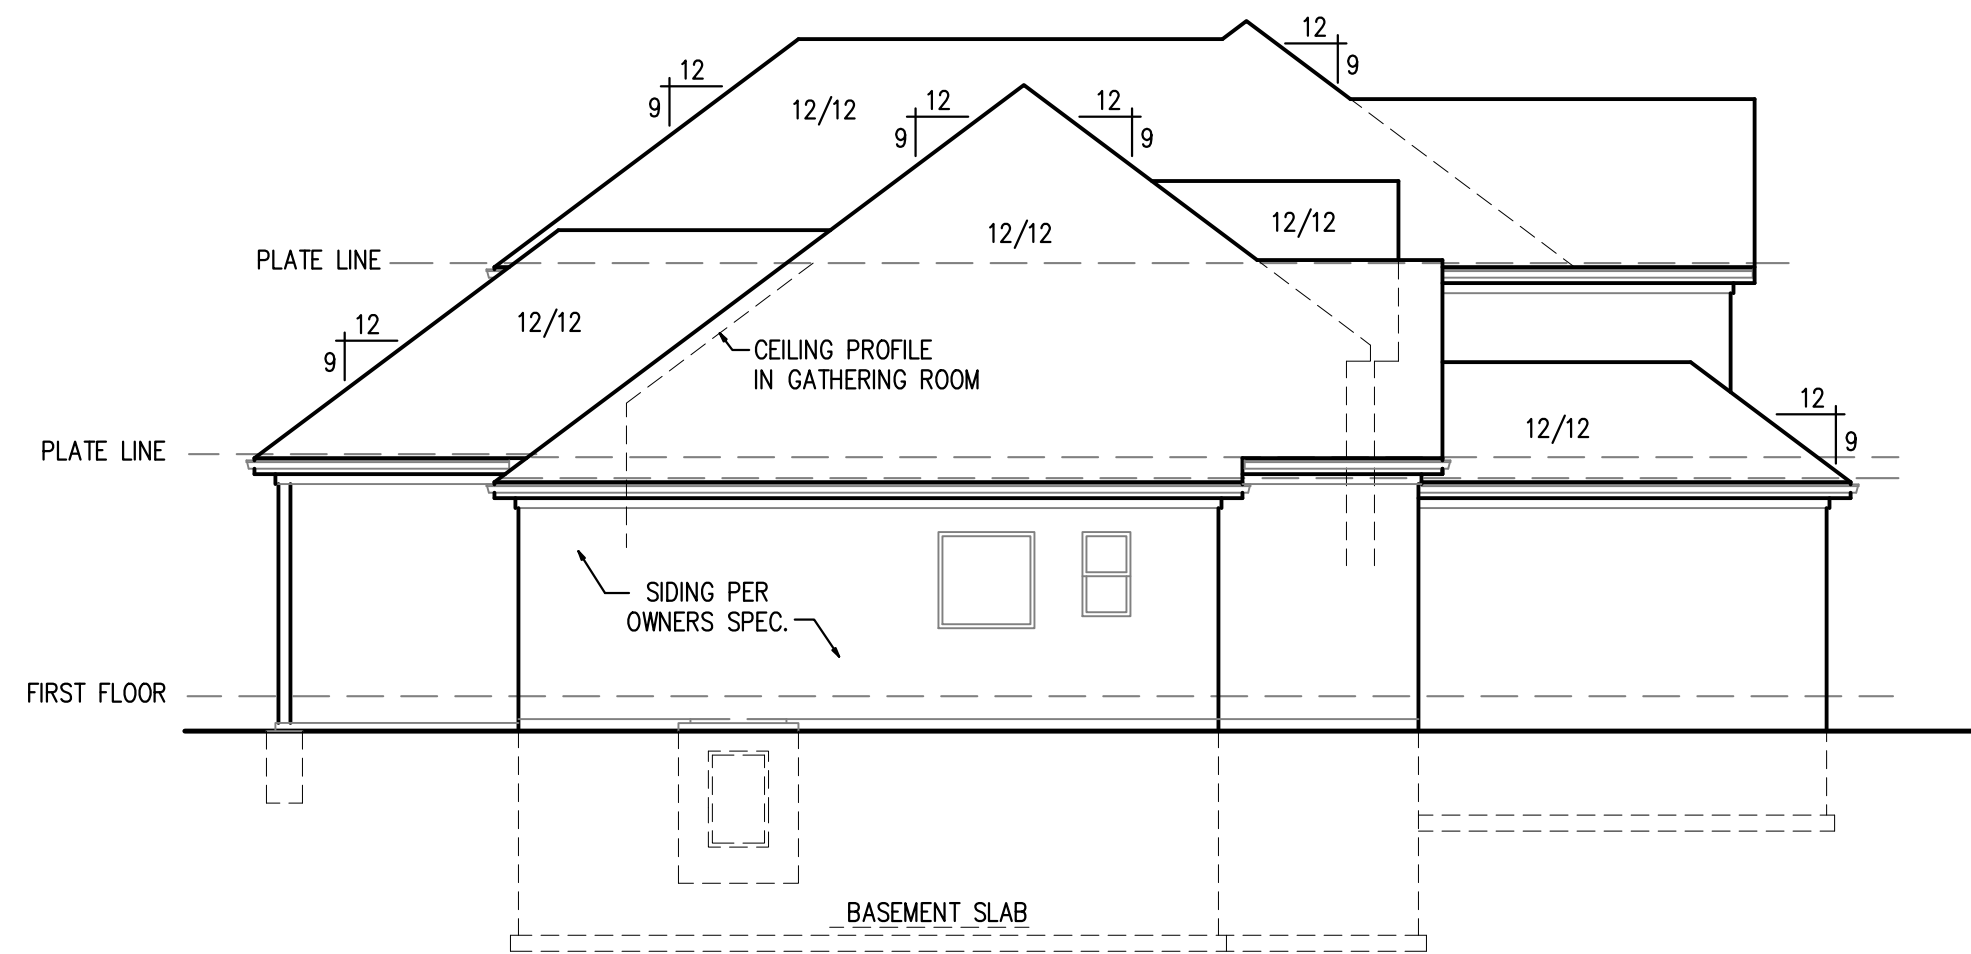 12
9
12
9
12/12
12
9
12
9
12/12
12/12
PLATE LINE
12
9
12/12
CEILING PROFILE
IN GATHERING ROOM
12
9
12/12
PLATE LINE
SIDING PER
OWNERS SPEC.
FIRST FLOOR
BASEMENT SLAB